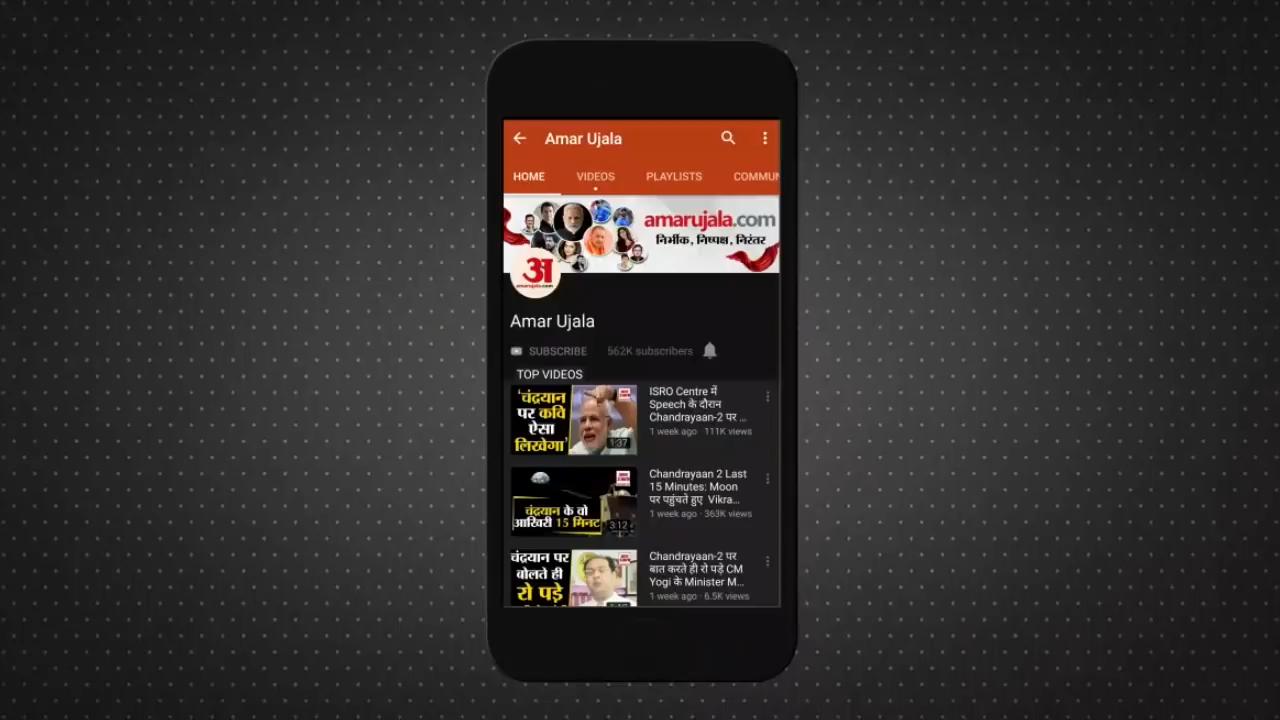 Amar Ujala
HOME VIDEOS PLAYLISTS COMMUN
amarujala.com
निर्भीक, निष्पक्ष, निरंतर
अ
amarujala.com
Amar Ujala
SUBSCRIBE 562K subscribers
TOP VIDEOS
'चंद्रयान
पर कवि
ऐसा
लिखेगा'
1:37
ISRO Centre में
Speech के दौरान
Chandrayaan-2 पर ...
1 week ago · 111K views
चंद्रयान के वो
आखिरी 15 मिनट
3:12
Chandrayaan 2 Last
15 Minutes: Moon
पर पहुंचते हुए Vikra...
1 week ago · 363K views
चंद्रयान पर
बोलते ही
रो पड़े
Chandrayaan-2 पर
बात करते ही रो पड़े CM
Yogi के Minister M...
1 week ago · 6.5K views